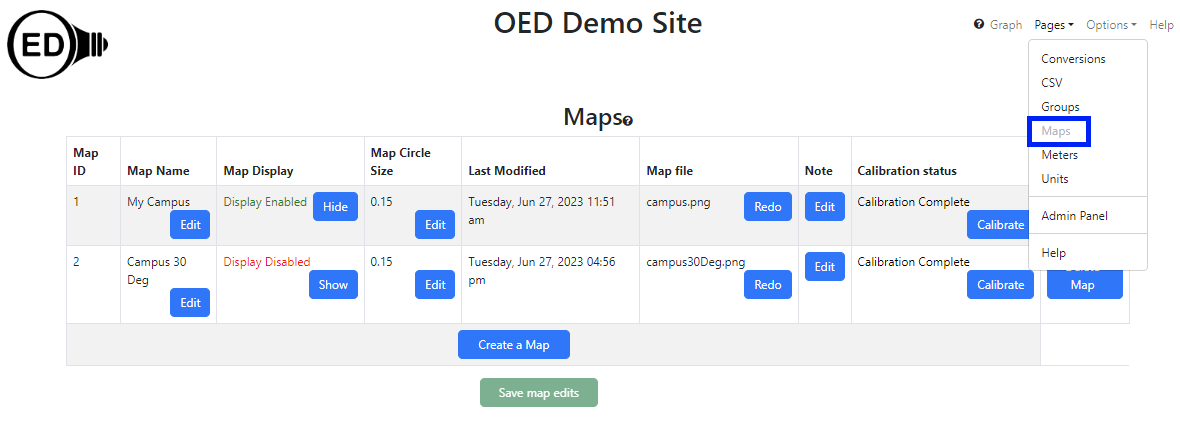 ED
OED Demo Site
Graph
Pages
Options
Help
Conversions
CSV
Groups
Maps
Meters
Units
Admin Panel
Help
Maps
Map ID
Map Name
Map Display
Map Circle Size
Last Modified
Map file
Note
Calibration status
1
My Campus
Edit
Display Enabled
Hide
0.15
Edit
Tuesday, Jun 27, 2023 11:51 am
campus.png
Redo
Edit
Calibration Complete
Calibrate
2
Campus 30 Deg
Edit
Display Disabled
Show
0.15
Edit
Tuesday, Jun 27, 2023 04:56 pm
campus30Deg.png
Redo
Edit
Calibration Complete
Calibrate
Map
Create a Map
Save map edits